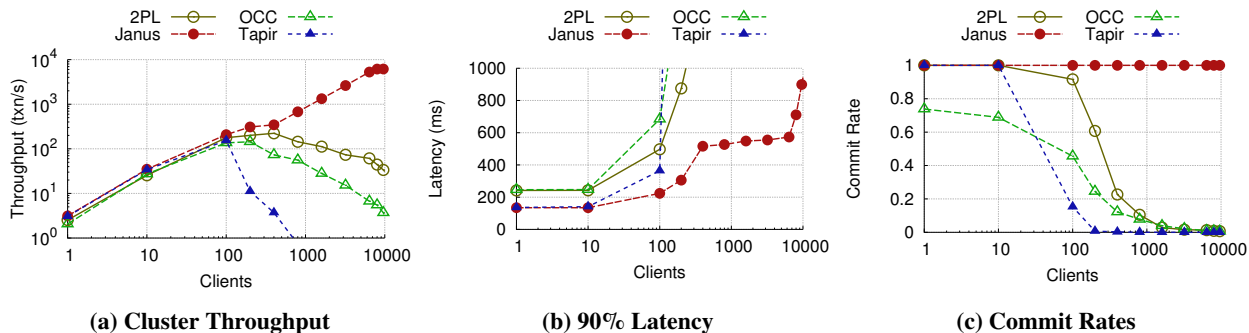 2PL OCC
Janus Tapir
Throughput (txn/s)
10^4
10^3
10^2
10^1
10^0
1 10 100 1000 10000
Clients
(a) Cluster Throughput
2PL OCC
Janus Tapir
Latency (ms)
1000
800
600
400
200
0
1 10 100 1000 10000
Clients
(b) 90% Latency
2PL OCC
Janus Tapir
Commit Rate
1
0.8
0.6
0.4
0.2
0
1 10 100 1000 10000
Clients
(c) Commit Rates